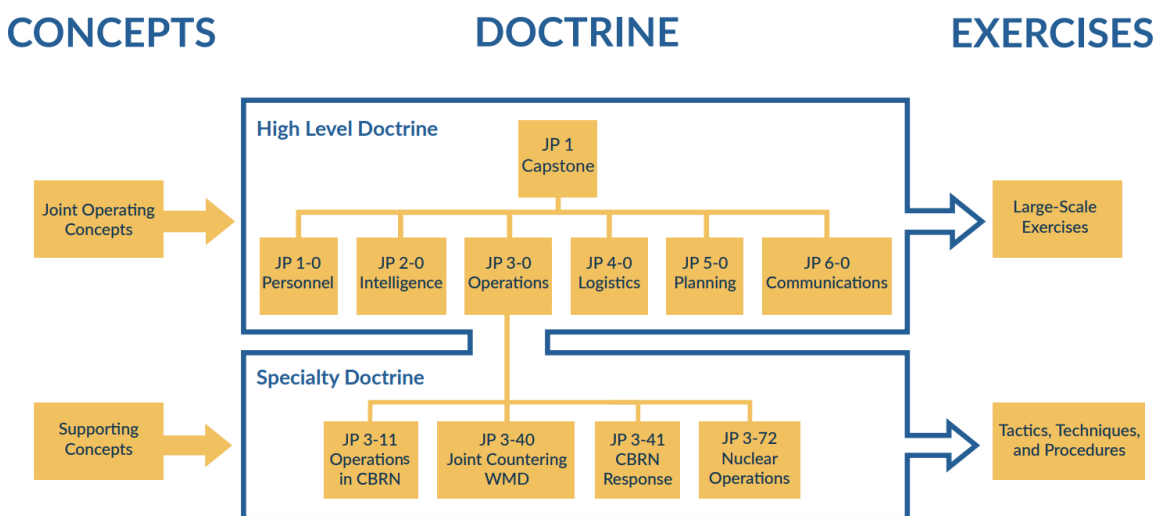 CONCEPTS
DOCTRINE
EXERCISES
High Level Doctrine
JP 1
Capstone
Joint Operating
Concepts
Large-Scale
Exercises
JP 1-0
Personnel
JP 2-0
Intelligence
JP 3-0
Operations
JP 4-0
Logistics
JP 5-0
Planning
JP 6-0
Communications
Specialty Doctrine
Supporting
Concepts
Tactics, Techniques,
and Procedures
JP 3-11
Operations
in CBRN
JP 3-40
Joint Countering
WMD
JP 3-41
CBRN
Response
JP 3-72
Nuclear
Operations